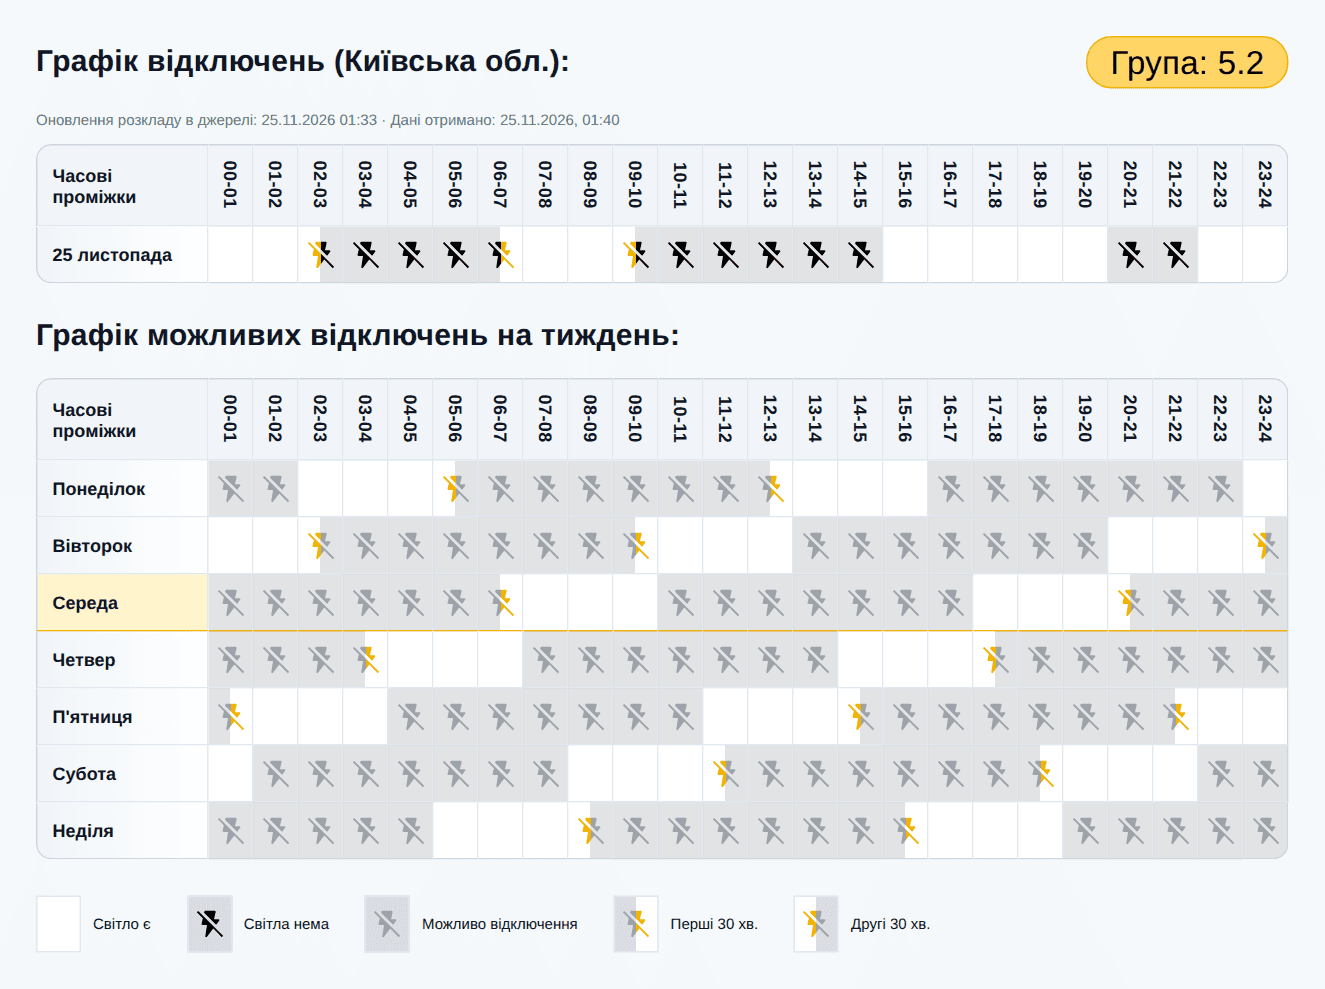 Графік відключень (Київська обл.):
Група: 5.2
Оновлення розкладу в джерелі: 25.11.2026 01:33 · Дані отримано: 25.11.2026, 01:40
Часові
проміжки
00-01 01-02 02-03 03-04 04-05 05-06 06-07 07-08 08-09 09-10 10-11 11-12 12-13 13-14 14-15 15-16 16-17 17-18 18-19 19-20 20-21 21-22 22-23 23-24
25 листопада
Графік можливих відключень на тиждень:
Часові
проміжки
00-01 01-02 02-03 03-04 04-05 05-06 06-07 07-08 08-09 09-10 10-11 11-12 12-13 13-14 14-15 15-16 16-17 17-18 18-19 19-20 20-21 21-22 22-23 23-24
Понеділок
Вівторок
Середа
Четвер
П'ятниця
Субота
Неділя
Світло є
Світла нема
Можливо відключення
Перші 30 хв.
Другі 30 хв.